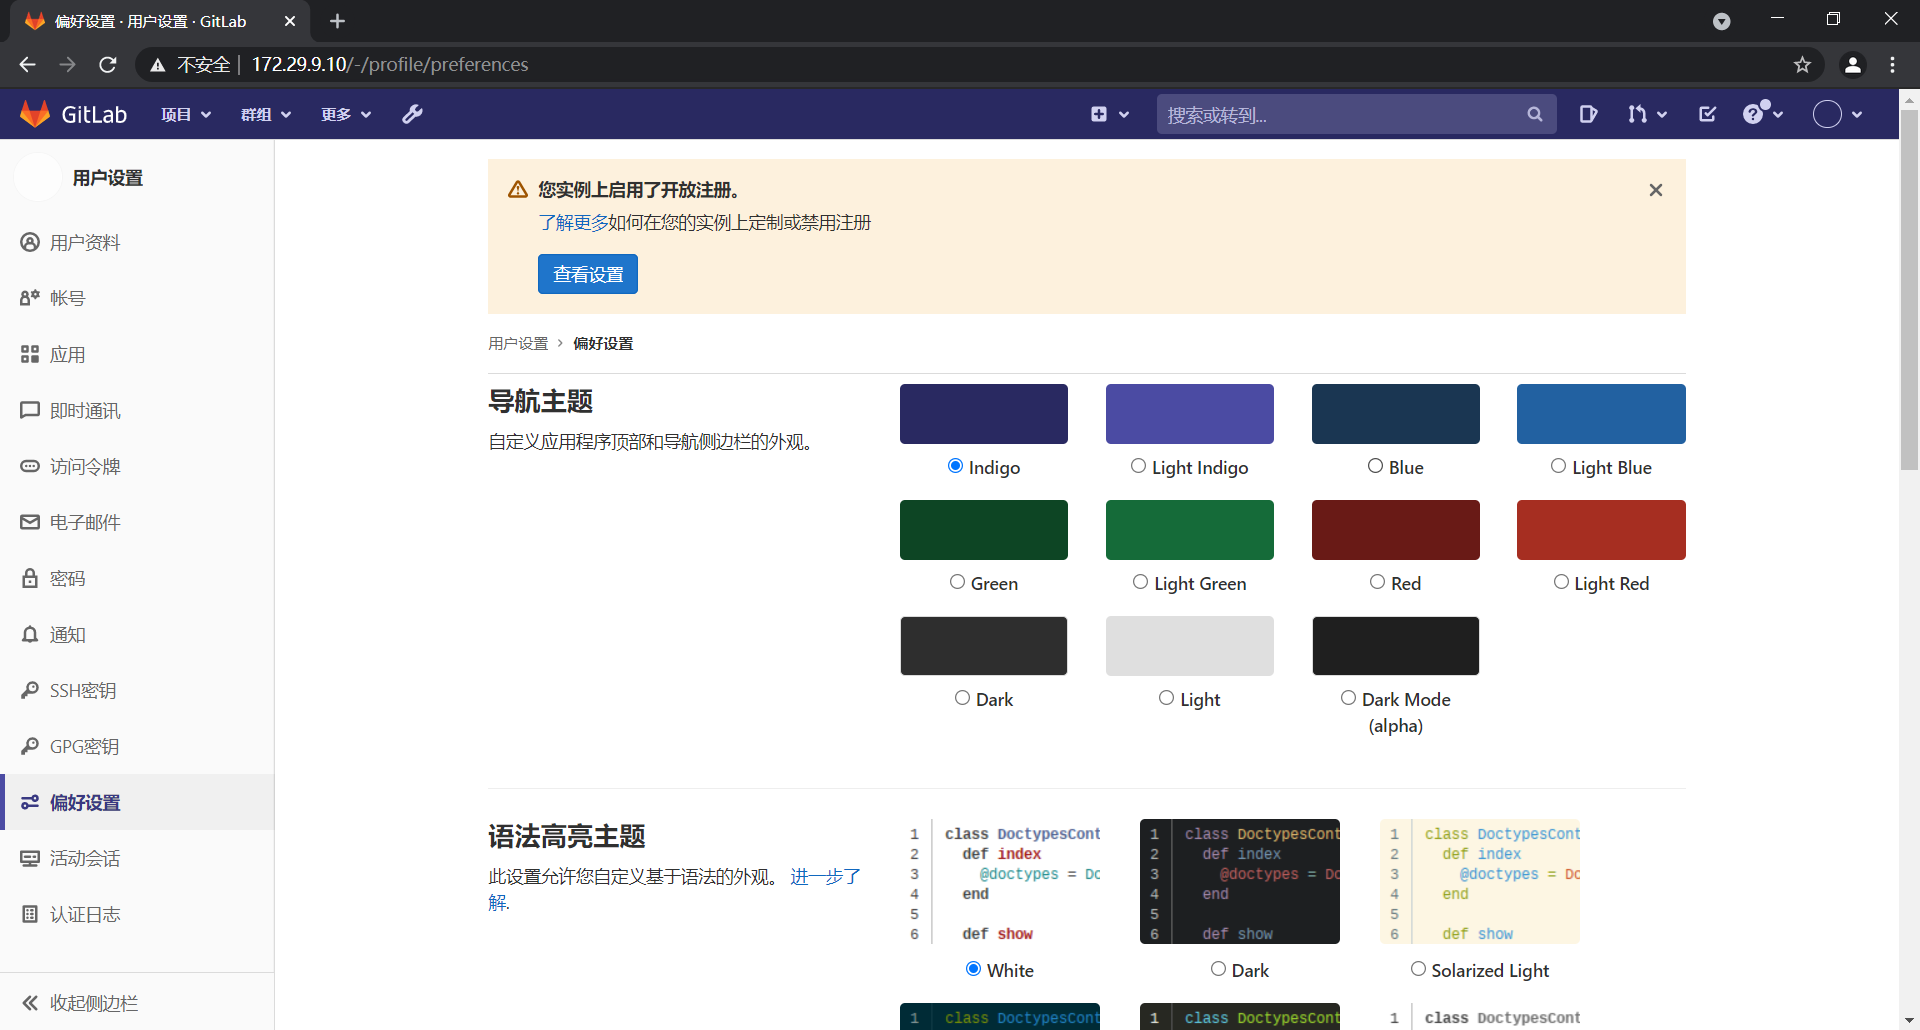 偏好设置 · 用户设置 · GitLab
不安全 172.29.9.10/-/profile/preferences
GitLab 项目 群组 更多 搜索或转到...
用户设置
用户资料
帐号
应用
即时通讯
访问令牌
电子邮件
密码
通知
SSH密钥
GPG密钥
偏好设置
活动会话
认证日志
收起侧边栏
您实例上启用了开放注册。
了解更多如何在您的实例上定制或禁用注册
查看设置
用户设置 › 偏好设置
导航主题
自定义应用程序顶部和导航侧边栏的外观。
Indigo Light Indigo Blue Light Blue
Green Light Green Red Light Red
Dark Light Dark Mode
(alpha)
语法高亮主题
此设置允许您自定义基于语法的外观。 进一步了
解.
1 class DoctypesCont
2 def index
3 @doctypes = Dc
4 end
5
6 def show
White
1 class DoctypesCont
2 def index
3 @doctypes = Dc
4 end
5
6 def show
Dark
1 class DoctypesCont
2 def index
3 @doctypes = Dc
4 end
5
6 def show
Solarized Light
1 class DoctypesCont
1 class DoctypesCont
1 class DoctypesCont